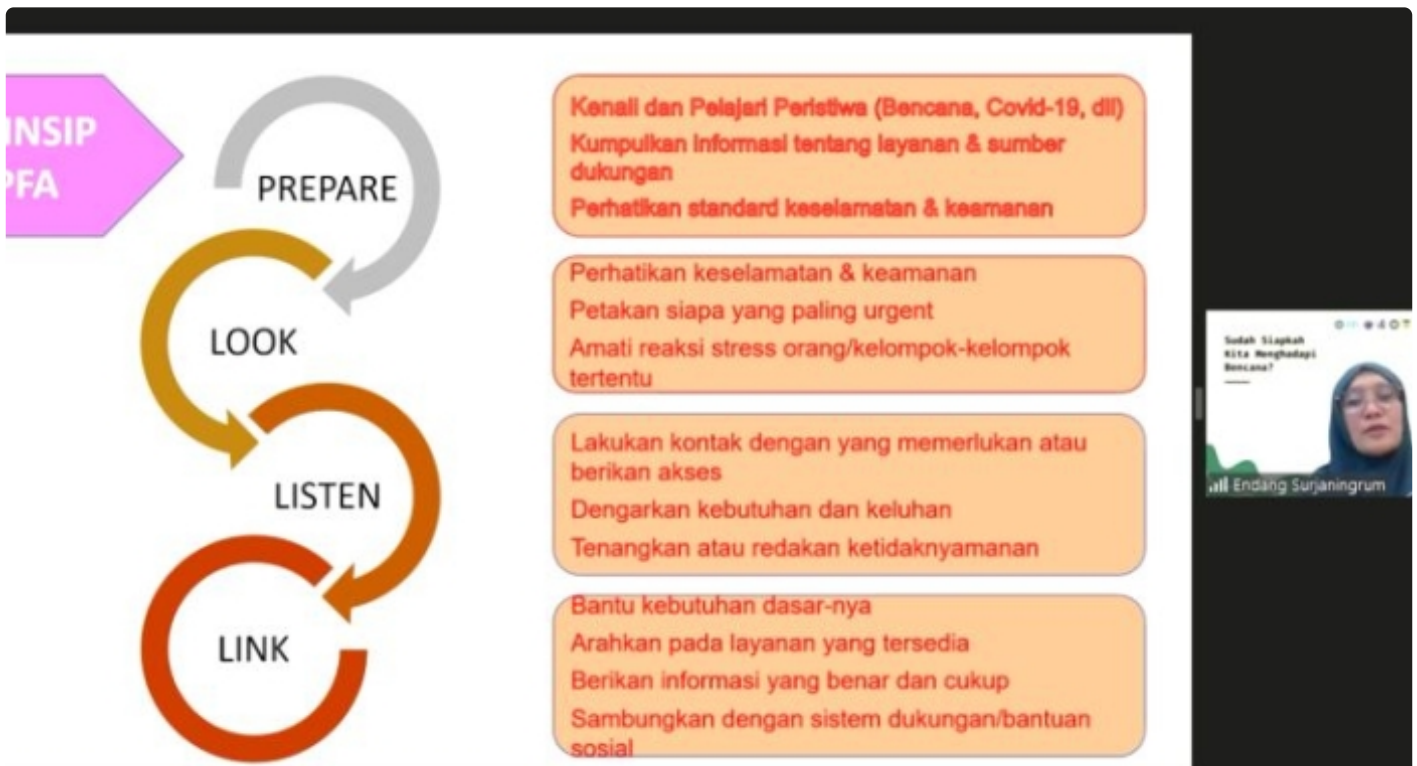 INSIP
PFA
PREPARE
Kenali dan Pelajari Peristiwa (Bencana, Covid-19, dll)
Kumpulkan informasi tentang layanan & sumber
dukungan
Perhatikan standard keselamatan & keamanan
LOOK
Perhatikan keselamatan & keamanan
Petakan siapa yang paling urgent
Amati reaksi stress orang/kelompok-kelompok
tertentu
LISTEN
Lakukan kontak dengan yang memerlukan atau
berikan akses
Dengarkan kebutuhan dan keluhan
Tenangkan atau redakan ketidaknyamanan
LINK
Bantu kebutuhan dasar-nya
Arahkan pada layanan yang tersedia
Berikan informasi yang benar dan cukup
Sambungkan dengan sistem dukungan/bantuan
sosial
Sudah Siapkah
Kita Menghadapi
Bencana?
Endang Surjaningrum